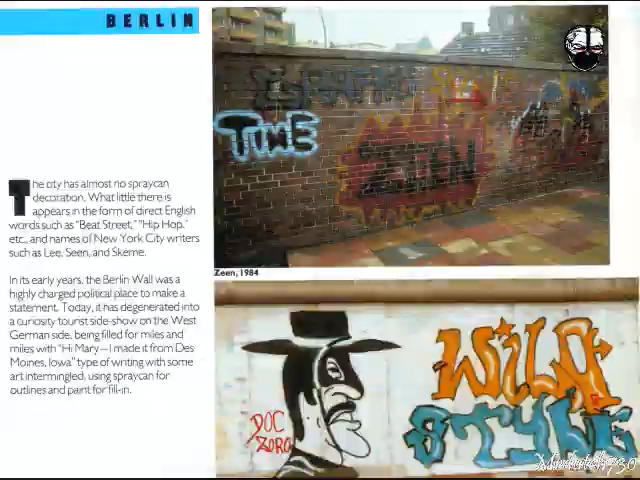 BERLIN
The city has almost no spraycan
decoration. What little there is
appears in the form of direct English
words such as "Beat Street," "Hip Hop,"
etc., and names of New York City writers
such as Lee, Seen, and Skeme.
In its early years, the Berlin Wall was a
highly charged political place to make a
statement. Today, it has degenerated into
a curiosity tourist side-show on the West
German side, being filled for miles and
miles with "Hi Mary—I made it from Des
Moines, Iowa" type of writing with some
art intermingled, using spraycan for
outlines and paint for fill-in.
TIME
ZEEN
Zeen, 1984
WILD
STYLE
DOC
ZORO